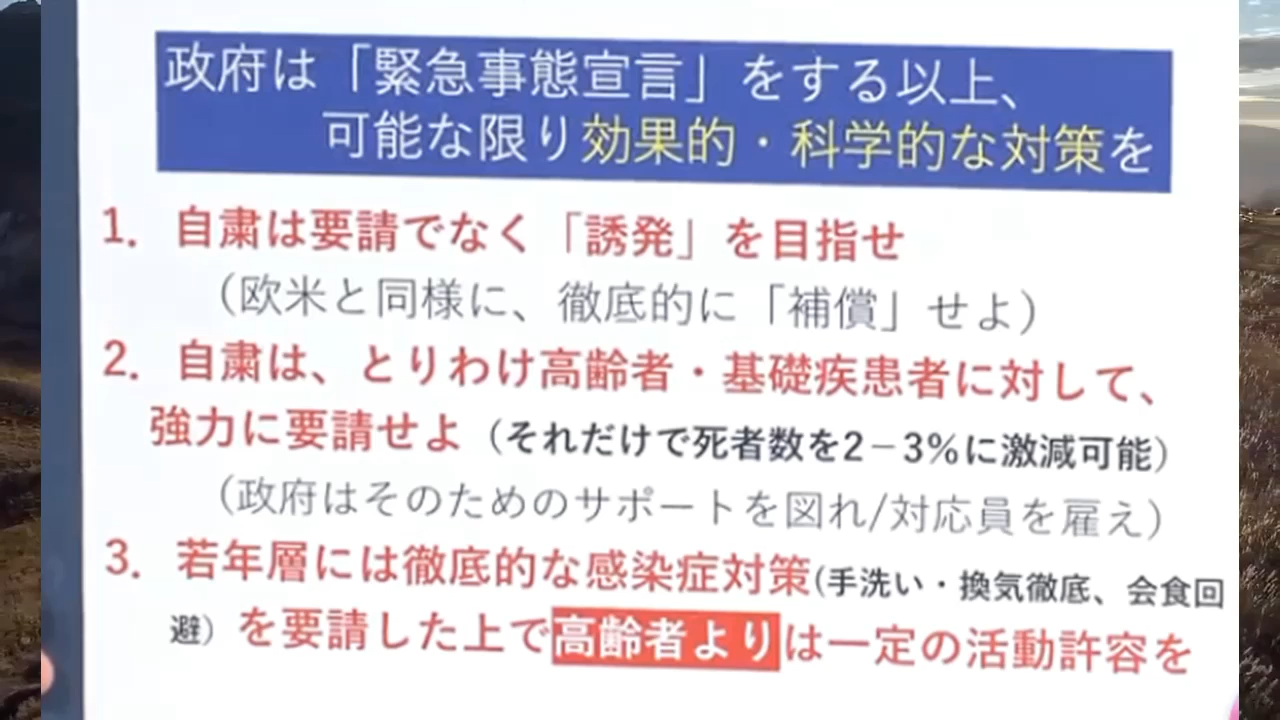 政府は「緊急事態宣言」をする以上、
可能な限り効果的・科学的な対策を
1. 自粛は要請でなく「誘発」を目指せ
（欧米と同様に、徹底的に「補償」せよ）
2. 自粛は、とりわけ高齢者・基礎疾患者に対して、
強力に要請せよ（それだけで死者数を2－3%に激減可能）
（政府はそのためのサポートを図れ/対応員を雇え）
3. 若年層には徹底的な感染症対策(手洗い・換気徹底、会食回
避）を要請した上で高齢者よりは一定の活動許容を